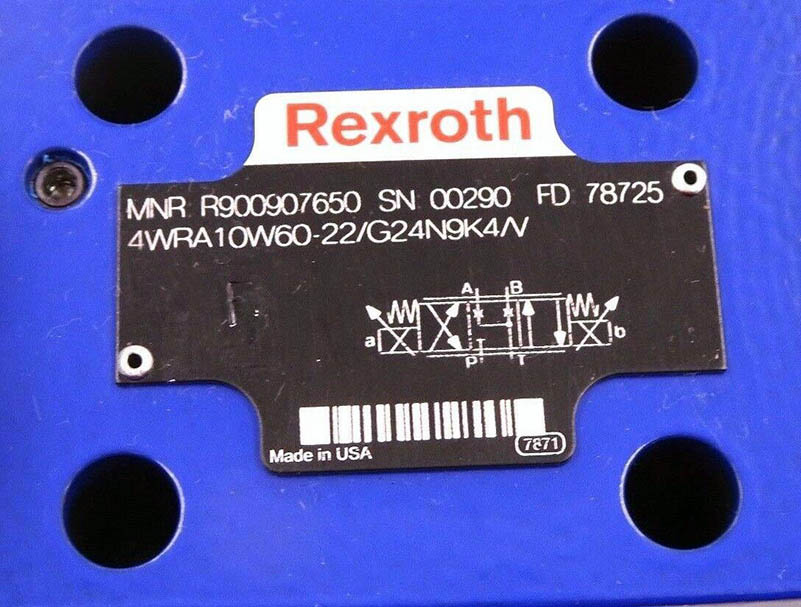 Rexroth
MNR R900907650 SN 00290 FD 78725
4WRA10W60-22/G24N9K4/V
F
A B
a b
P T
Made in USA
7871